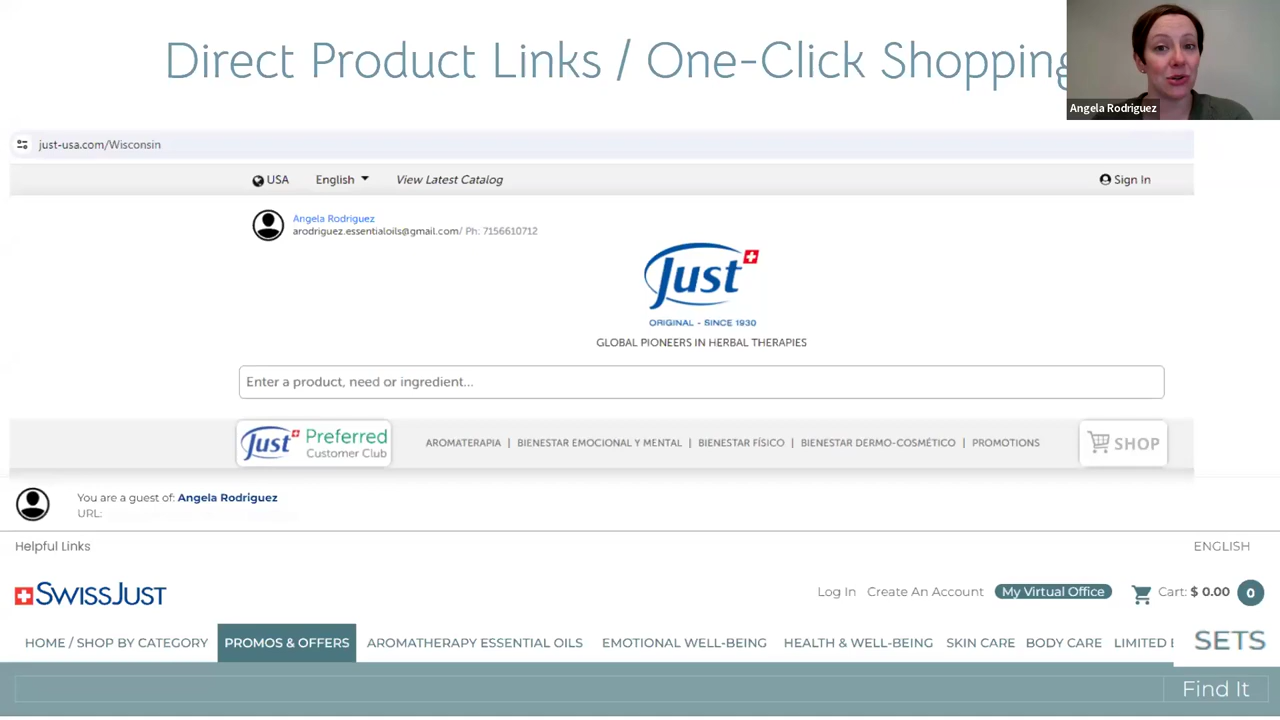 Direct Product Links / One-Click Shopping
Angela Rodriguez
just-usa.com/Wisconsin
USA English View Latest Catalog Sign In
Angela Rodriguez
arodriguez.essentialoils@gmail.com/ Ph: 7156610712
Just
ORIGINAL - SINCE 1930
GLOBAL PIONEERS IN HERBAL THERAPIES
Enter a product, need or ingredient...
Just Preferred
Customer Club
AROMATERAPIA | BIENESTAR EMOCIONAL Y MENTAL | BIENESTAR FÍSICO | BIENESTAR DERMO-COSMÉTICO | PROMOTIONS
SHOP
You are a guest of: Angela Rodriguez
URL:
Helpful Links ENGLISH
SWISSJUST
Log In Create An Account My Virtual Office Cart: $ 0.00 0
HOME / SHOP BY CATEGORY PROMOS & OFFERS AROMATHERAPY ESSENTIAL OILS EMOTIONAL WELL-BEING HEALTH & WELL-BEING SKIN CARE BODY CARE LIMITED SETS
Find It